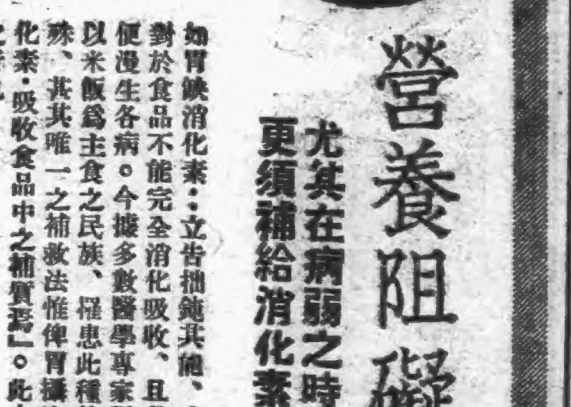 營養阻礙
尤其在病弱之時
更須補給消化素
如胃缺消化素：立告拙鈍其他、
對於食品不能完全消化吸收、且
便漫生各病。今據多數醫學專家
以米飯爲主食之民族、罹患此種
殊、甚其唯一之補救法惟俾胃攝
化素・吸收食品中之補質焉」。此